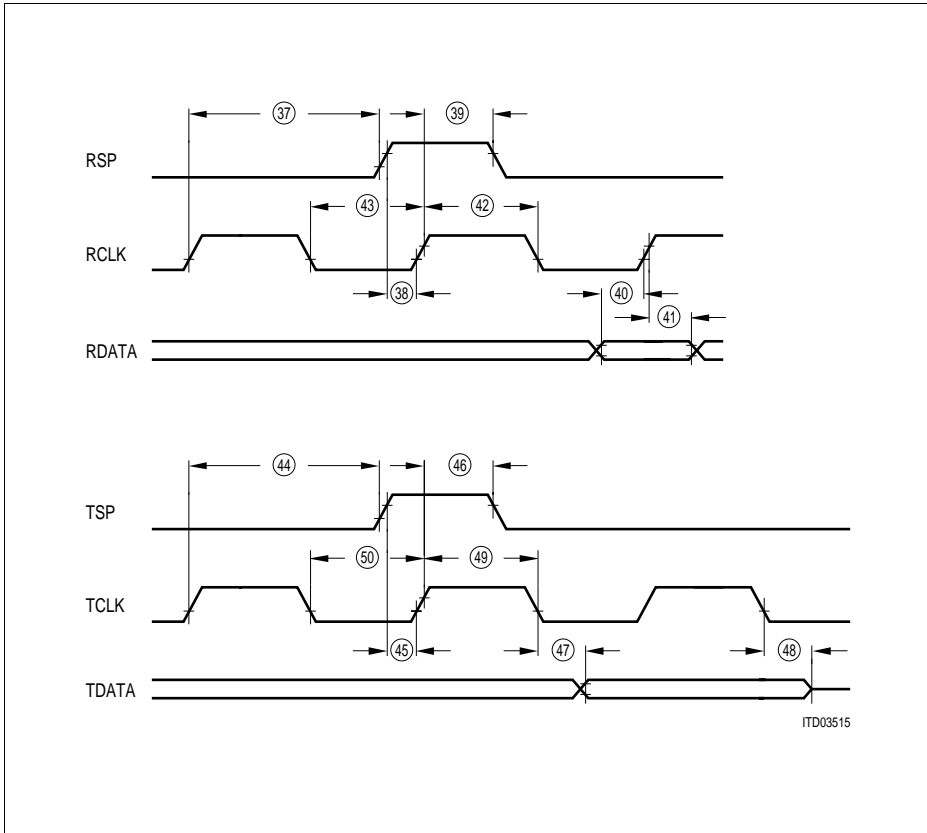 37 39
RSP
43 42
RCLK
38 40
41
RDATA
44 46
TSP
50 49
TCLK
45 47 48
TDATA
ITD03515